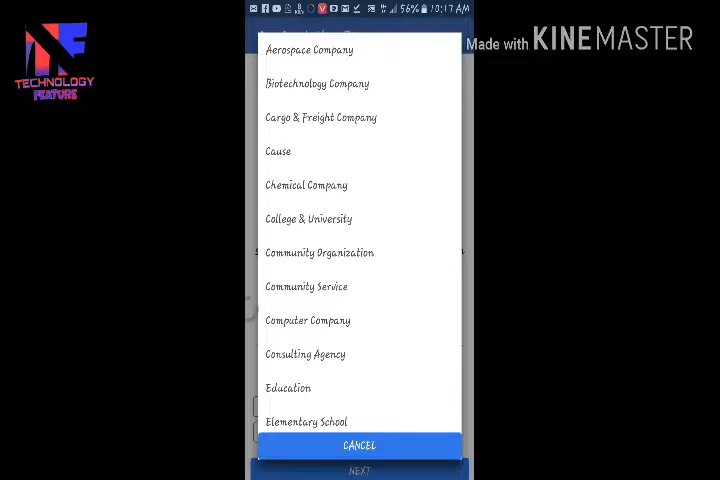 56% 10:17 AM
Made with KINEMASTER
TECHNOLOGY
FEATURE
Aerospace Company
Biotechnology Company
Cargo & Freight Company
Cause
Chemical Company
College & University
Community Organization
Community Service
Computer Company
Consulting Agency
Education
Elementary School
CANCEL
NEXT